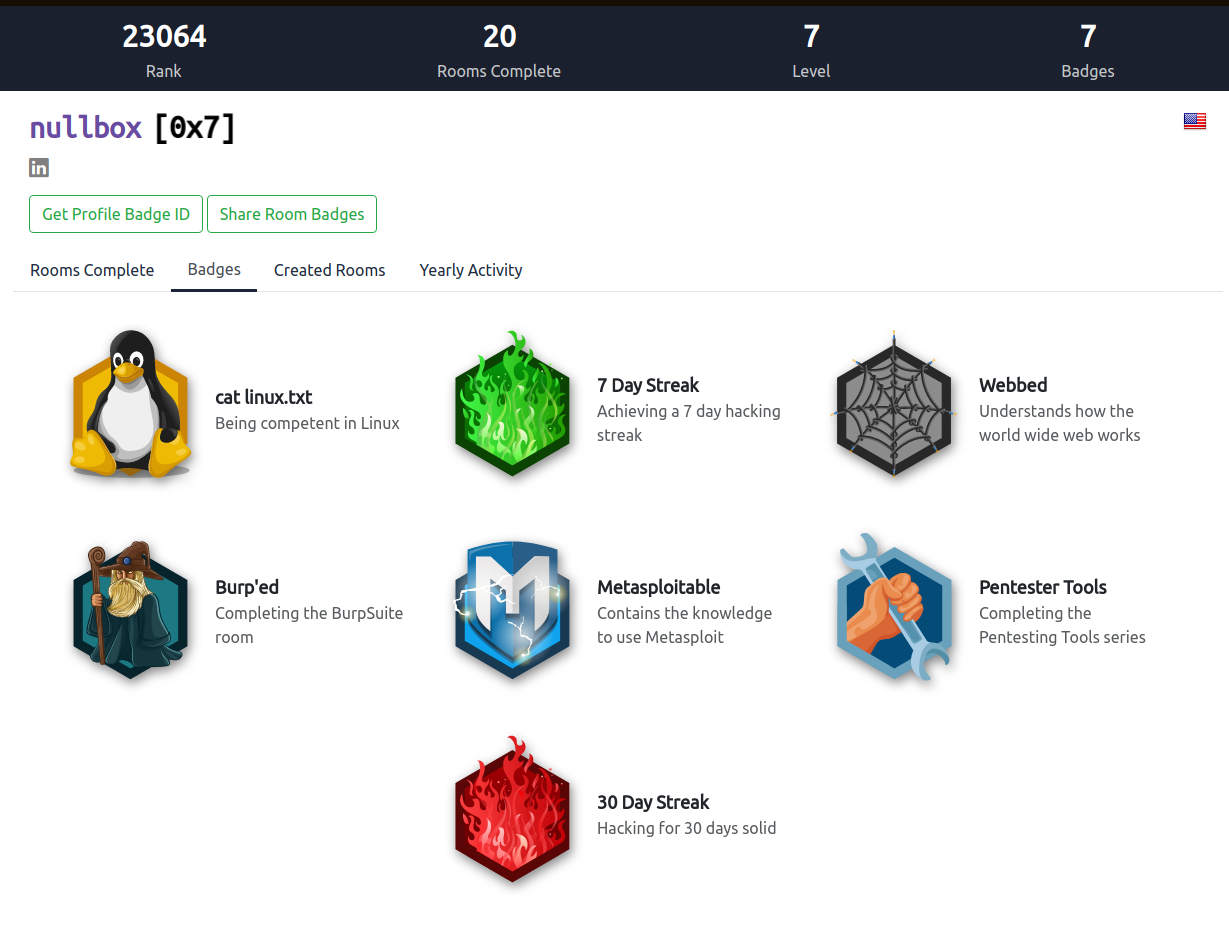 23064
20
7
7
Rank
Rooms Complete
Level
Badges
nullbox [0x7]
in
Get Profile Badge ID
Share Room Badges
Rooms Complete
Badges
Created Rooms
Yearly Activity
cat linux.txt
Being competent in Linux
7 Day Streak
Achieving a 7 day hacking
streak
Webbed
Understands how the
world wide web works
Burp'ed
Completing the BurpSuite
room
M
Metasploitable
Contains the knowledge
to use Metasploit
Pentester Tools
Completing the
Pentesting Tools series
30 Day Streak
Hacking for 30 days solid